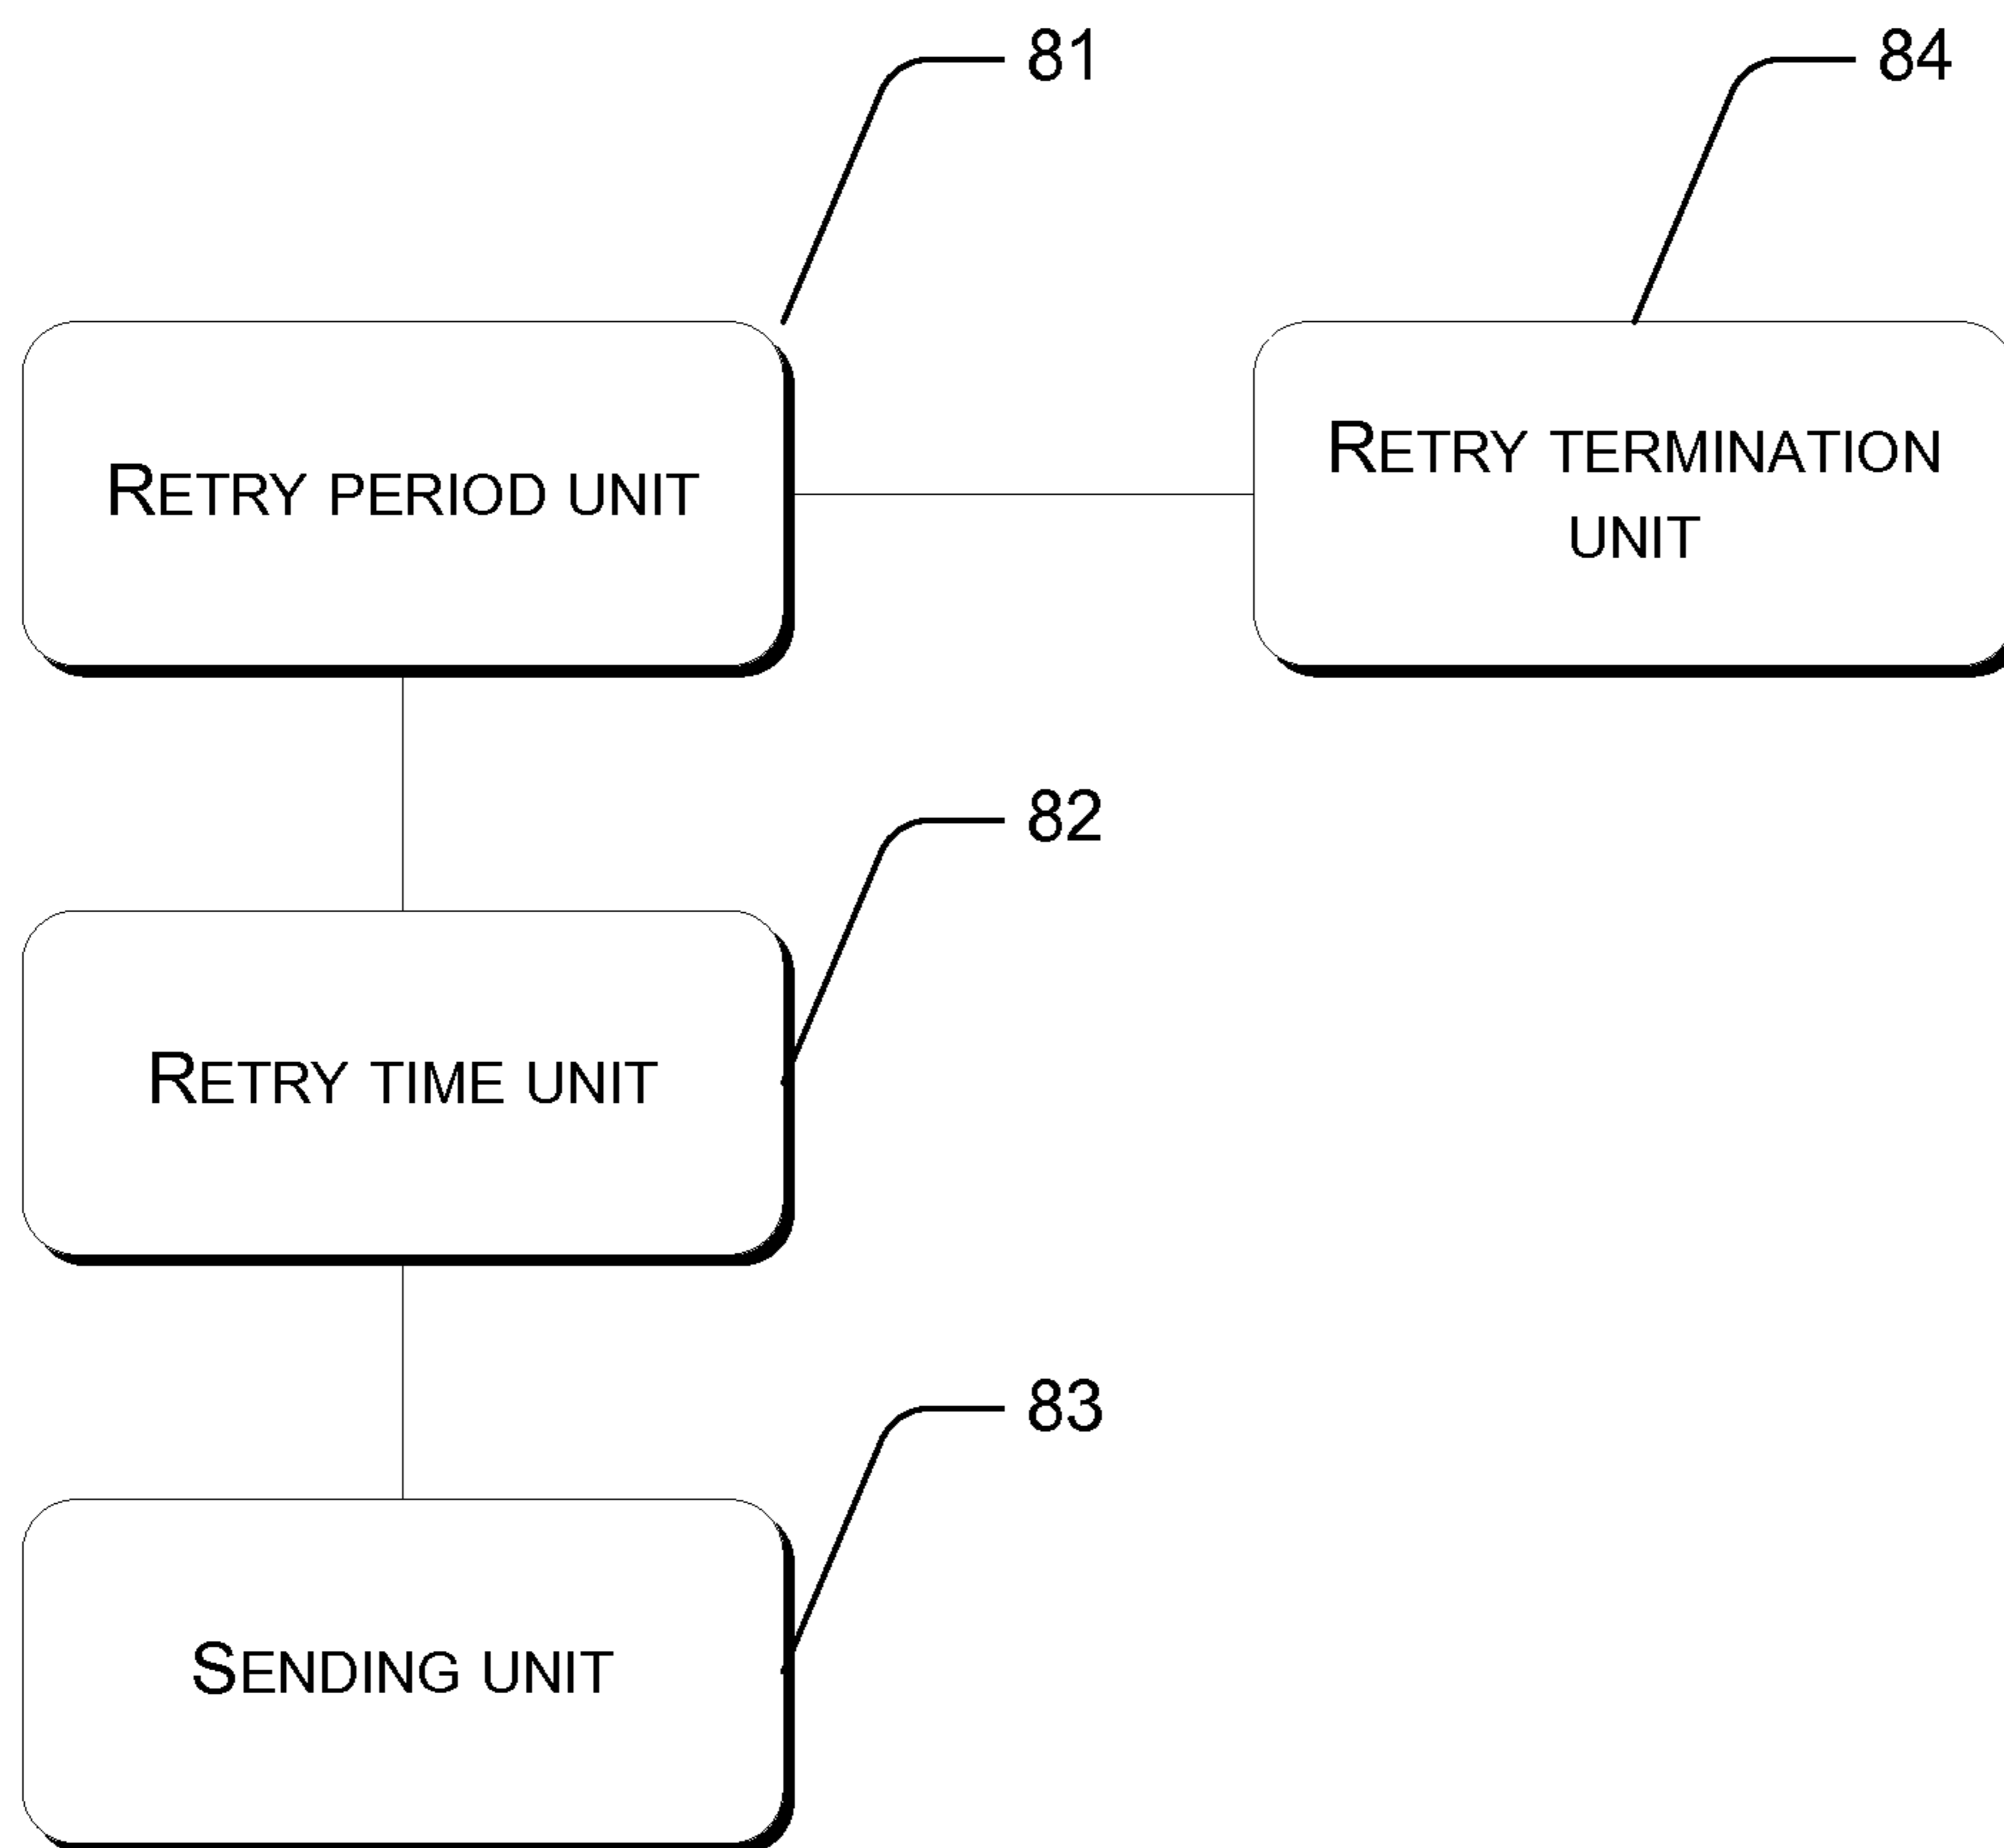 81
84
RETRY PERIOD UNIT
RETRY TERMINATION
UNIT
82
RETRY TIME UNIT
83
SENDING UNIT